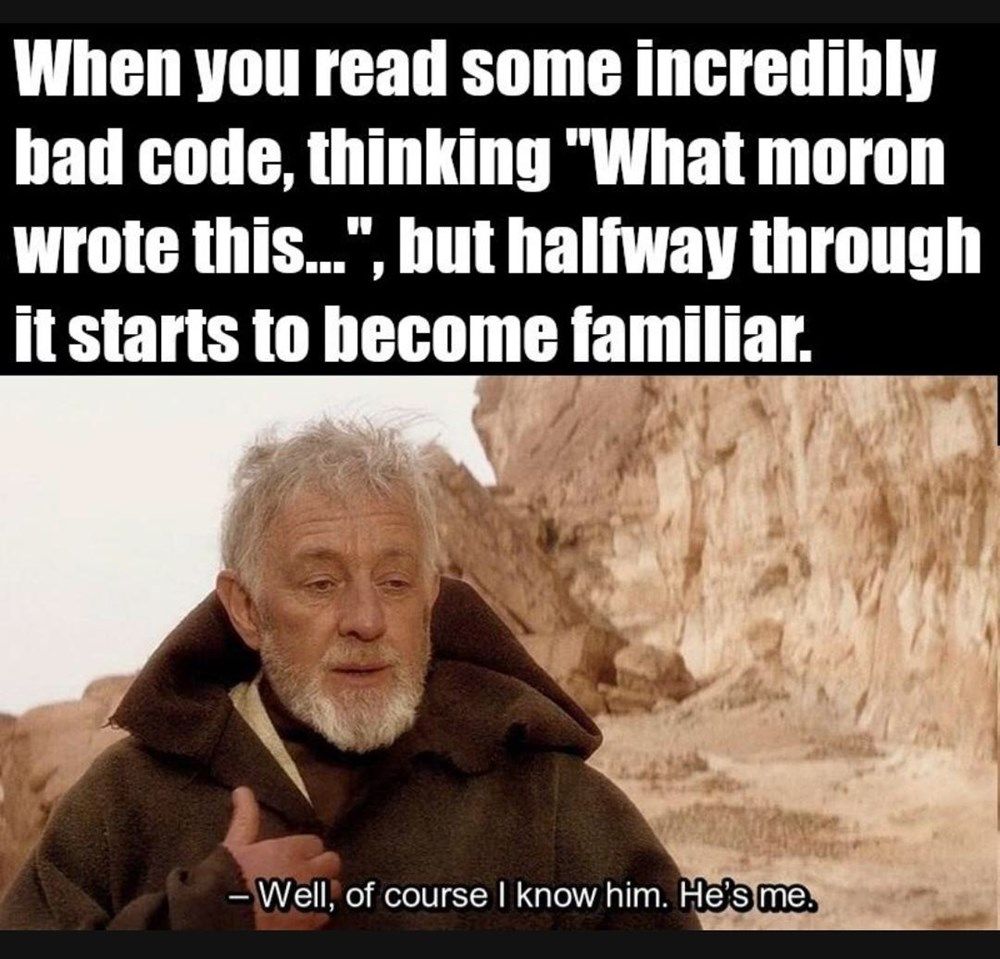 When you read some incredibly
bad code, thinking "What moron
wrote this...", but halfway through
it starts to become familiar.
– Well, of course I know him. He's me.